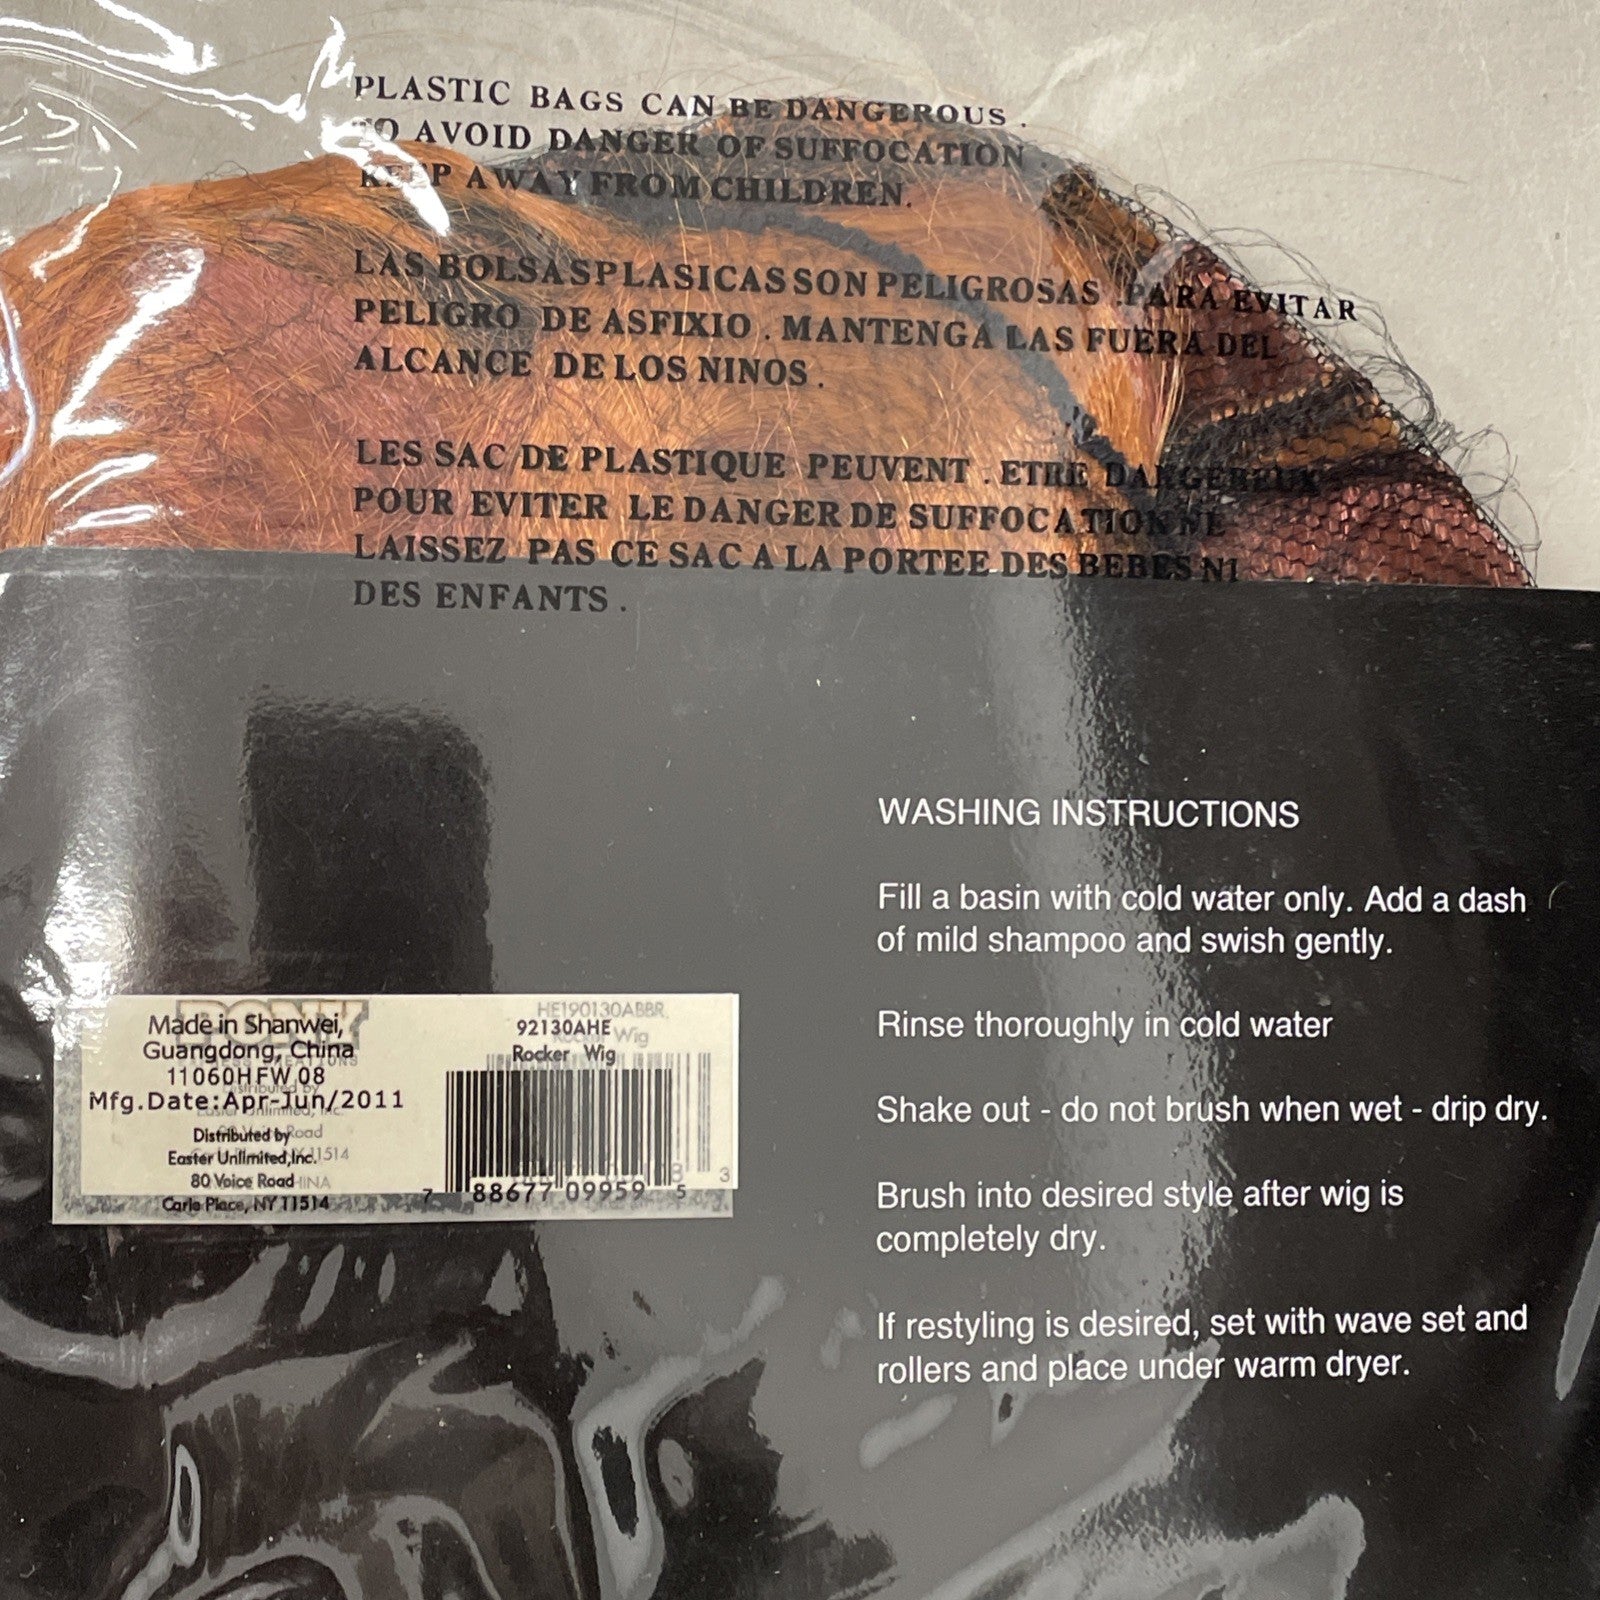 PLASTIC BAGS CAN BE DANGEROUS .
TO AVOID DANGER OF SUFFOCATION .
KEEP AWAY FROM CHILDREN.
LAS BOLSAS PLASICAS SON PELIGROSAS .PARA EVITAR
PELIGRO DE ASFIXIO . MANTENGA LAS FUERA DEL
ALCANCE DE LOS NINOS .
LES SAC DE PLASTIQUE PEUVENT . ETRE DANGEREUX
POUR EVITER LE DANGER DE SUFFOCATION NE
LAISSEZ PAS CE SAC A LA PORTEE DES BEBES NI
DES ENFANTS .
WASHING INSTRUCTIONS
Fill a basin with cold water only. Add a dash
of mild shampoo and swish gently.
Rinse thoroughly in cold water
Shake out - do not brush when wet - drip dry.
Brush into desired style after wig is
completely dry.
If restyling is desired, set with wave set and
rollers and place under warm dryer.
Made in Shanwei,
Guangdong, China
11060HFW,08
Mfg.Date:Apr-Jun/2011
Distributed by
Easter Unlimited,Inc.
80 Voice Road
Carle Place, NY 11514
HE190130ABBR
92130AHE
Rocker Wig
7 88677 09959 5